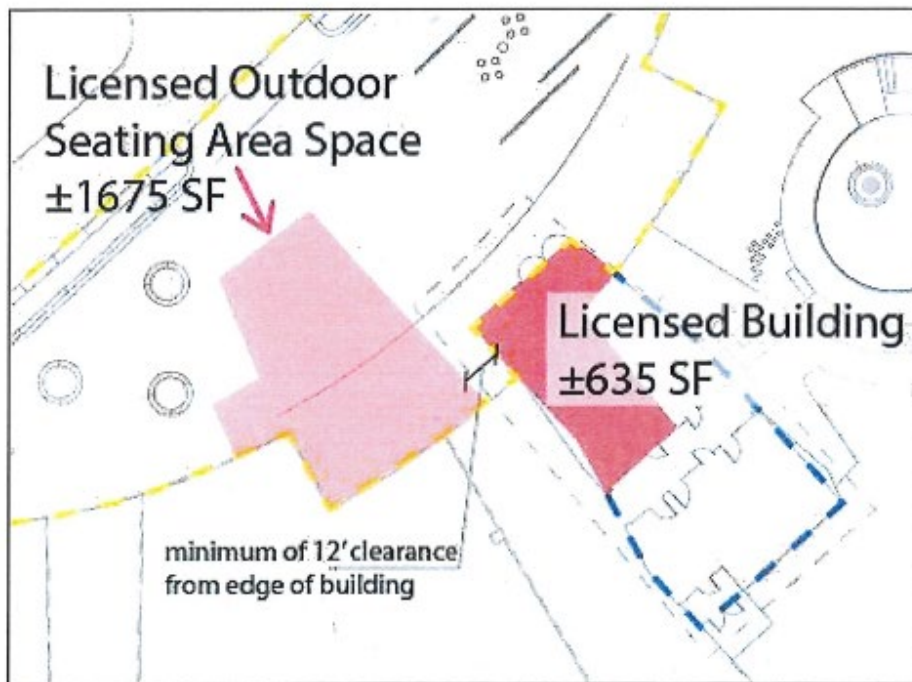 Licensed Outdoor
Seating Area Space
±1675 SF
Licensed Building
±635 SF
minimum of 12' clearance
from edge of building